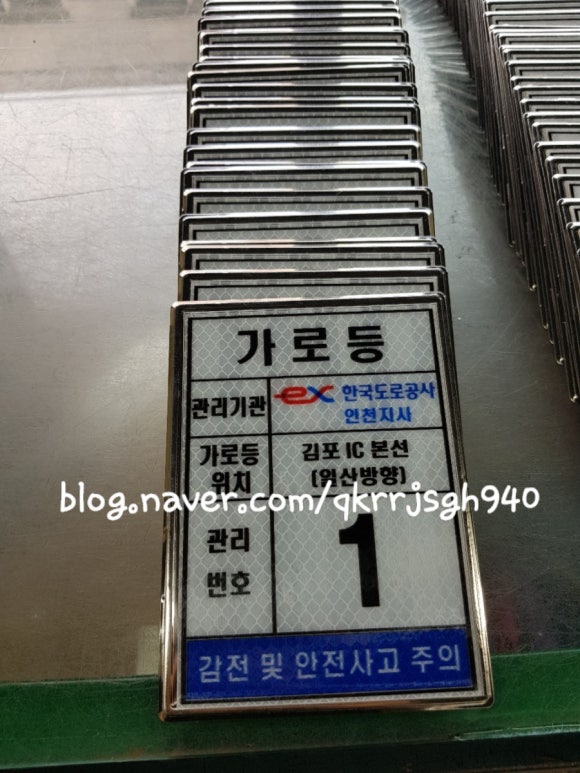 가로등
관리기관
ex 한국도로공사
인천지사
가로등
위치
김포 IC 본선
(일산방향)
blog.naver.com/qkrrjsgh940
관리
번호
1
감전 및 안전사고 주의